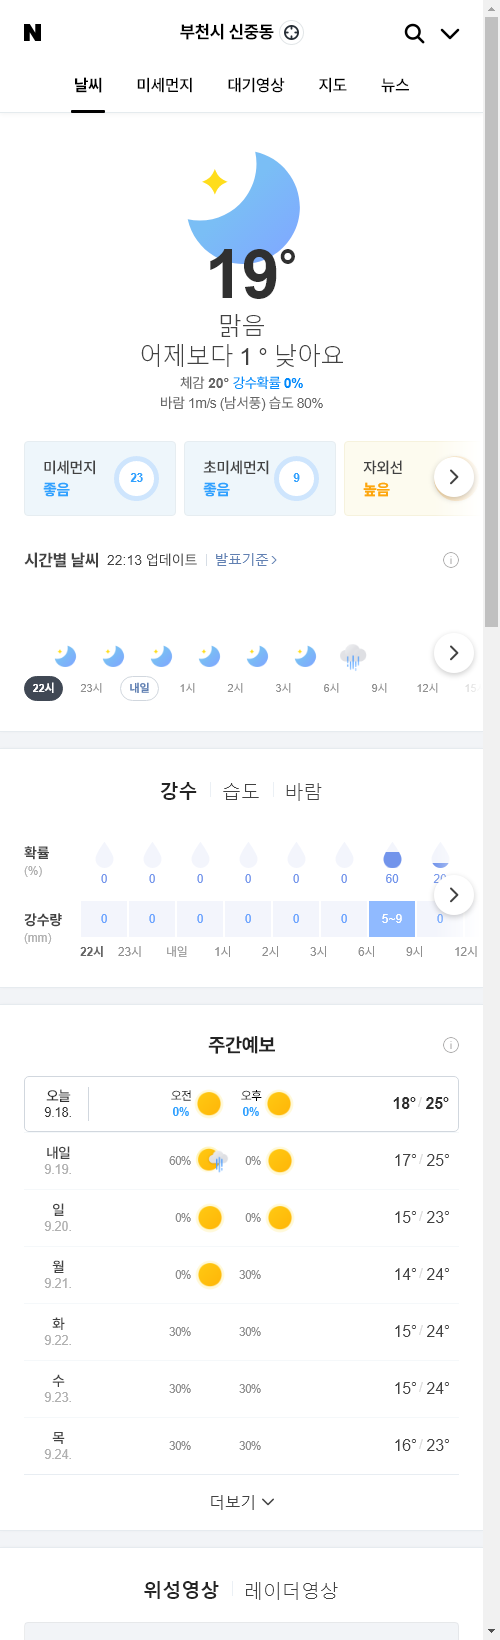 N
부천시 신중동
날씨 미세먼지 대기영상 지도 뉴스
19°
맑음
어제보다 1 ° 낮아요
체감 20° 강수확률 0%
바람 1m/s (남서풍) 습도 80%
미세먼지 좋음 23
초미세먼지 좋음 9
자외선 높음
시간별 날씨 22:13 업데이트 발표기준
22시 23시 내일 1시 2시 3시 6시 9시 12시
강수 습도 바람
확률 (%) 0 0 0 0 0 0 60 20
강수량 (mm) 0 0 0 0 0 0 5~9 0
22시 23시 내일 1시 2시 3시 6시 9시 12시
주간예보
오늘 9.18. 오전 0% 오후 0% 18° / 25°
내일 9.19. 60% 0% 17° / 25°
일 9.20. 0% 0% 15° / 23°
월 9.21. 0% 30% 14° / 24°
화 9.22. 30% 30% 15° / 24°
수 9.23. 30% 30% 15° / 24°
목 9.24. 30% 30% 16° / 23°
더보기
위성영상 레이더영상